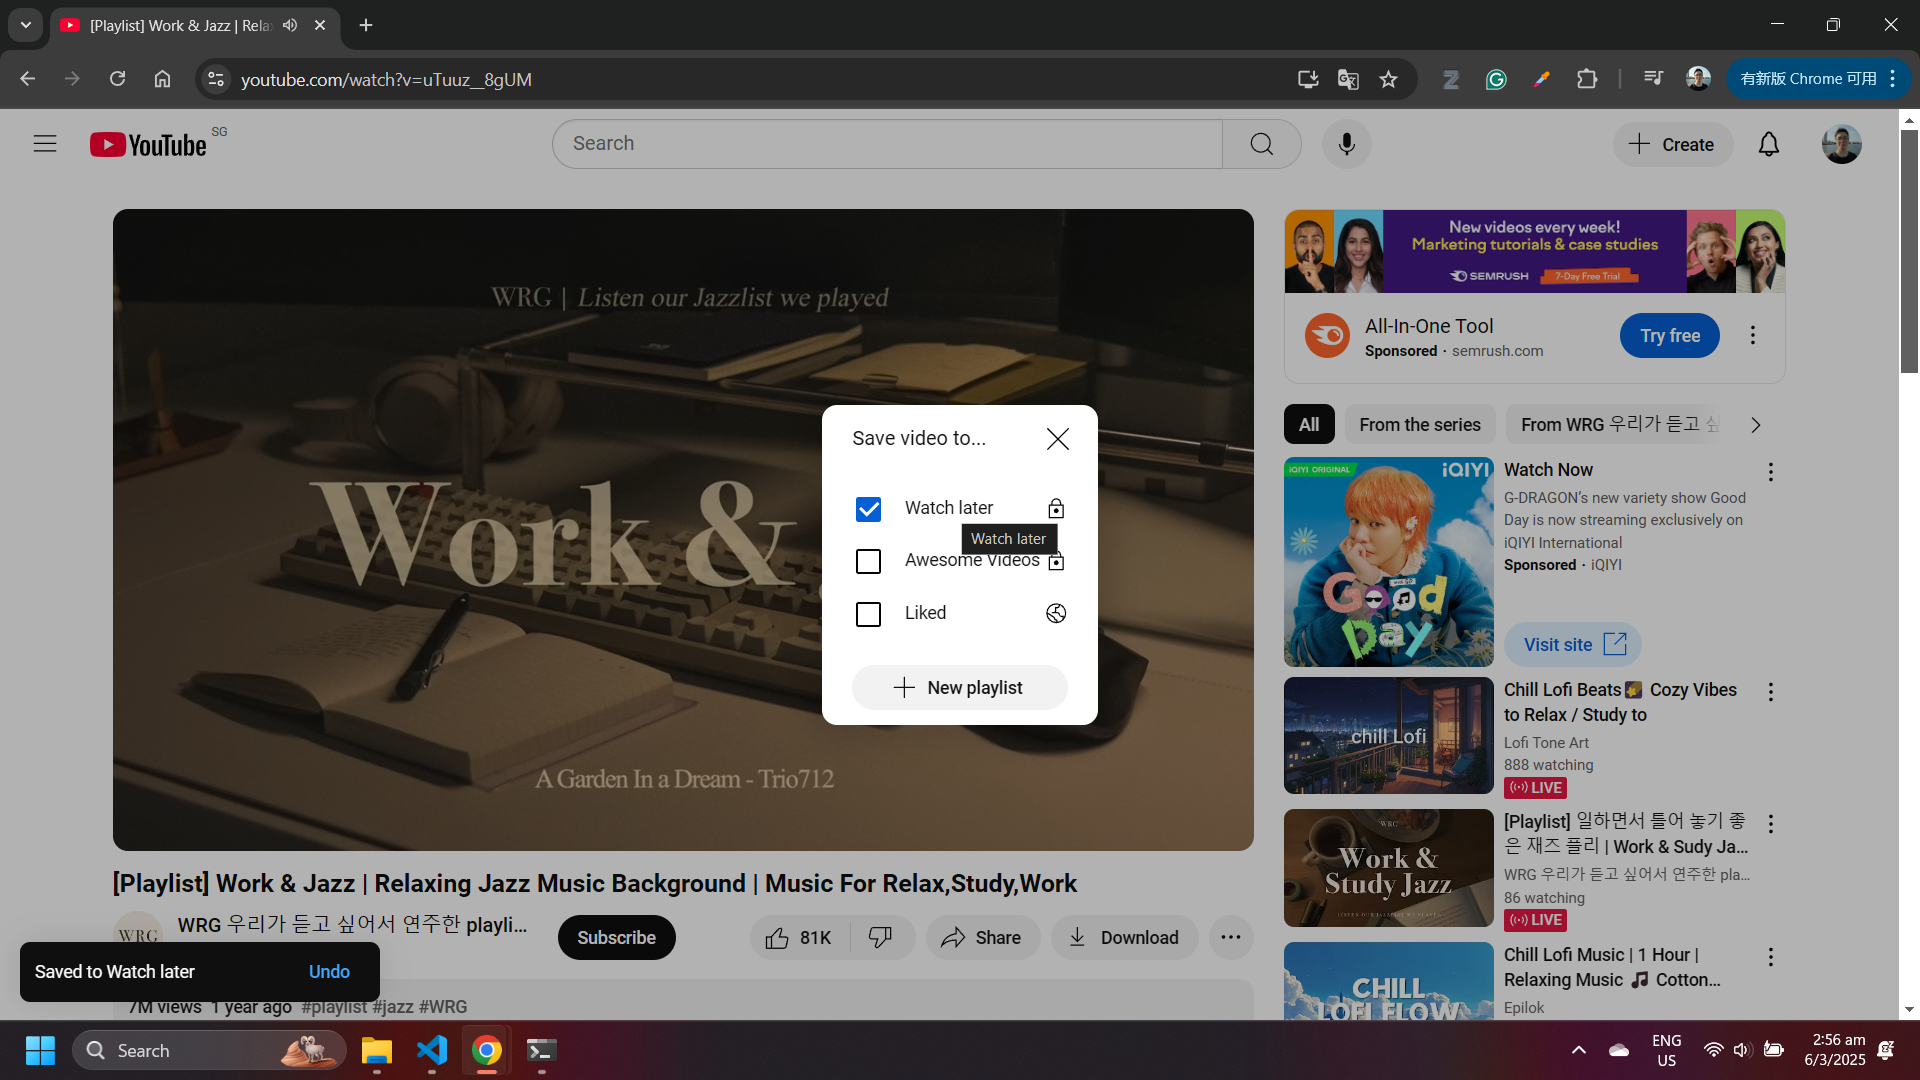 [Playlist] Work & Jazz | Rela
youtube.com/watch?v=uTuuz__8gUM
有新版 Chrome 可用
YouTube SG
Search
Create
WRG | Listen our Jazzlist we played
Work &
A Garden In a Dream - Trio712
Save video to...
Watch later
Watch later
Awesome Videos
Liked
New playlist
[Playlist] Work & Jazz | Relaxing Jazz Music Background | Music For Relax,Study,Work
WRG
WRG 우리가 듣고 싶어서 연주한 playli...
Subscribe
81K
Share
Download
Saved to Watch later
Undo
7M views 1 year ago #playlist #jazz #WRG
New videos every week!
Marketing tutorials & case studies
SEMRUSH
7-Day Free Trial
All-In-One Tool
Sponsored · semrush.com
Try free
All
From the series
From WRG 우리가 듣고 싶
iQIYI ORIGINAL
iQIYI
Good
Day
Watch Now
G-DRAGON's new variety show Good
Day is now streaming exclusively on
iQIYI International
Sponsored · iQIYI
Visit site
chill Lofi
Chill Lofi Beats🌠 Cozy Vibes
to Relax / Study to
Lofi Tone Art
888 watching
LIVE
WRG
Work &
Study Jazz
LISTEN OUR JAZZLIST WE PLAYED
[Playlist] 일하면서 틀어 놓기 좋
은 재즈 플리 | Work & Sudy Ja...
WRG 우리가 듣고 싶어서 연주한 pla...
86 watching
LIVE
CHILL
LOFI FLOW
Chill Lofi Music | 1 Hour |
Relaxing Music 🎵 Cotton...
Epilok
Search
ENG
US
2:56 am
6/3/2025